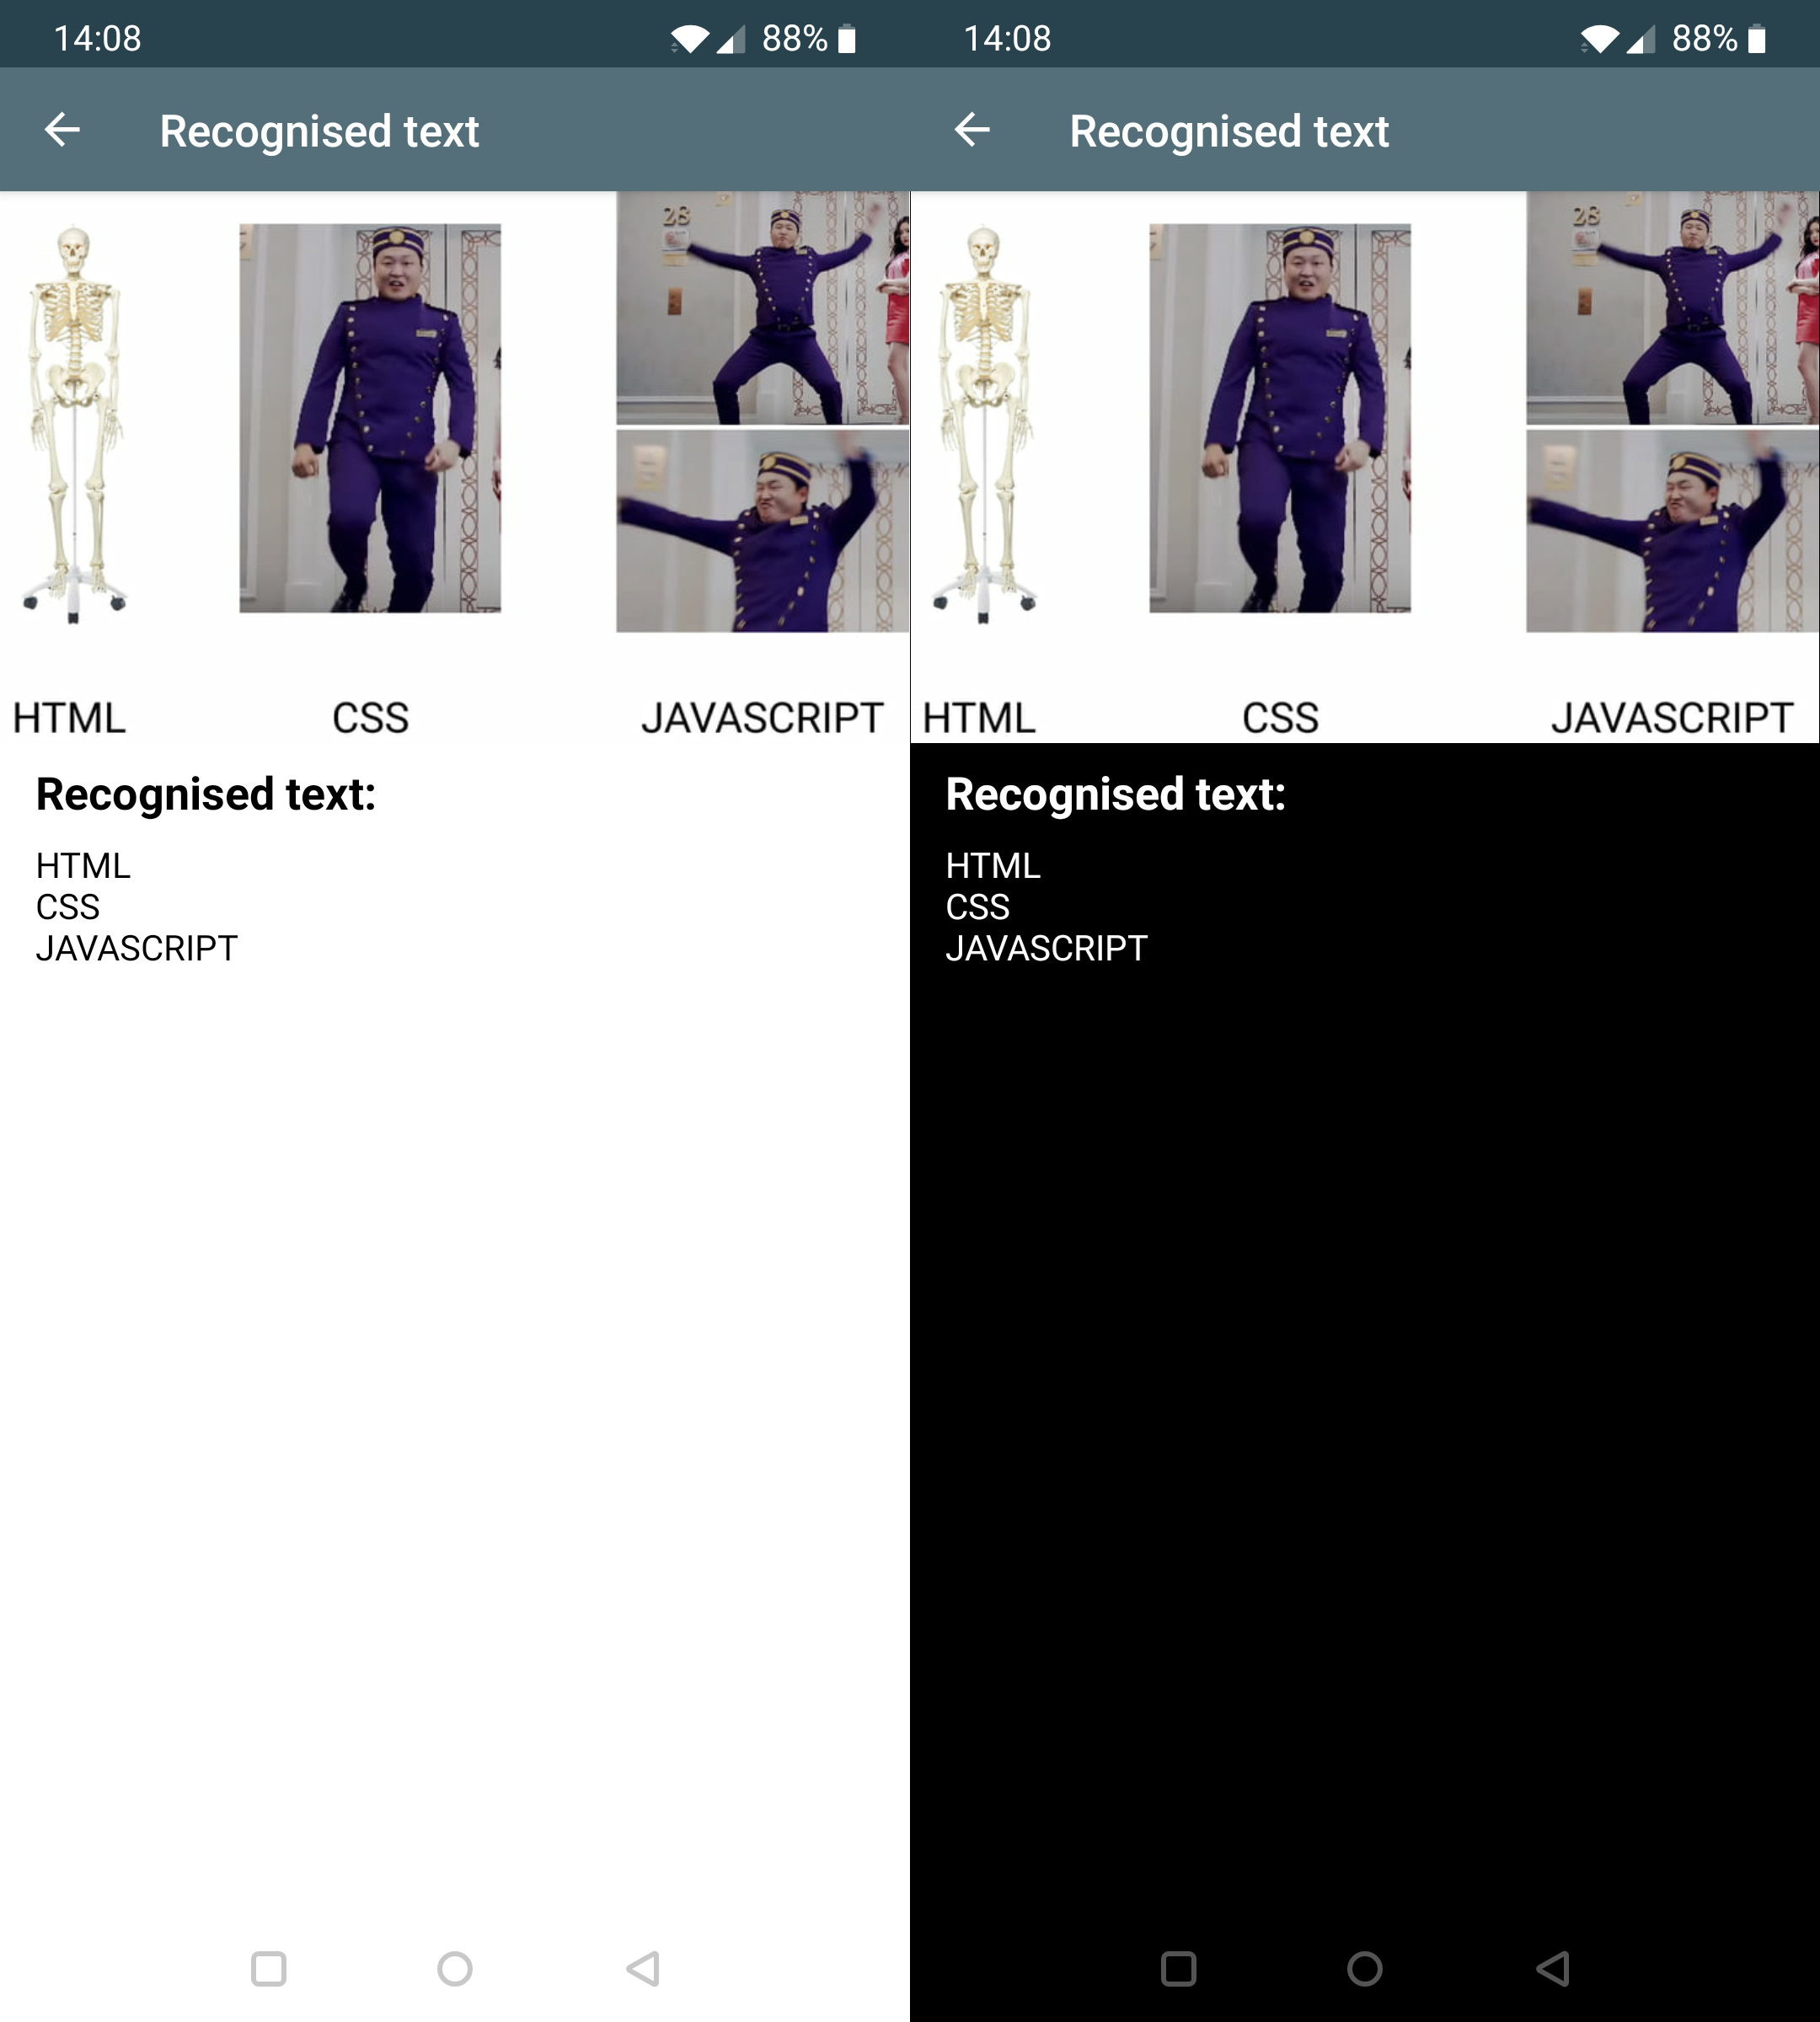 14:08 88%
Recognised text
28
HTML CSS JAVASCRIPT
Recognised text:
HTML
CSS
JAVASCRIPT
14:08 88%
Recognised text
28
HTML CSS JAVASCRIPT
Recognised text:
HTML
CSS
JAVASCRIPT